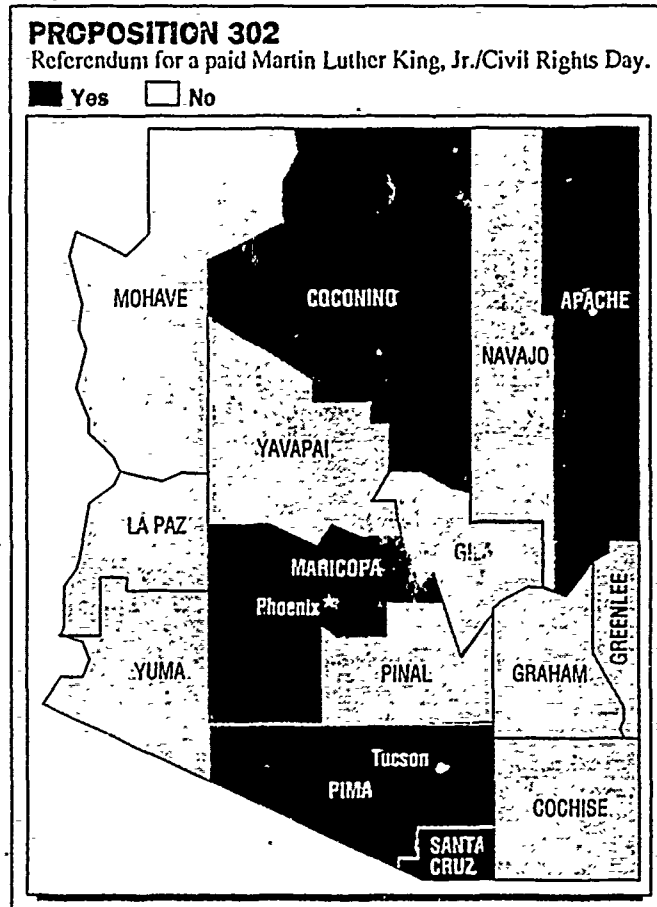 PROPOSITION 302
Referendum for a paid Martin Luther King, Jr./Civil Rights Day.
Yes No
MOHAVE
COCONINO
APACHE
NAVAJO
YAVAPAI
LA PAZ
GILA
MARICOPA
Phoenix
GREENLEE
YUMA
PINAL
GRAHAM
Tucson
PIMA
COCHISE
SANTA
CRUZ